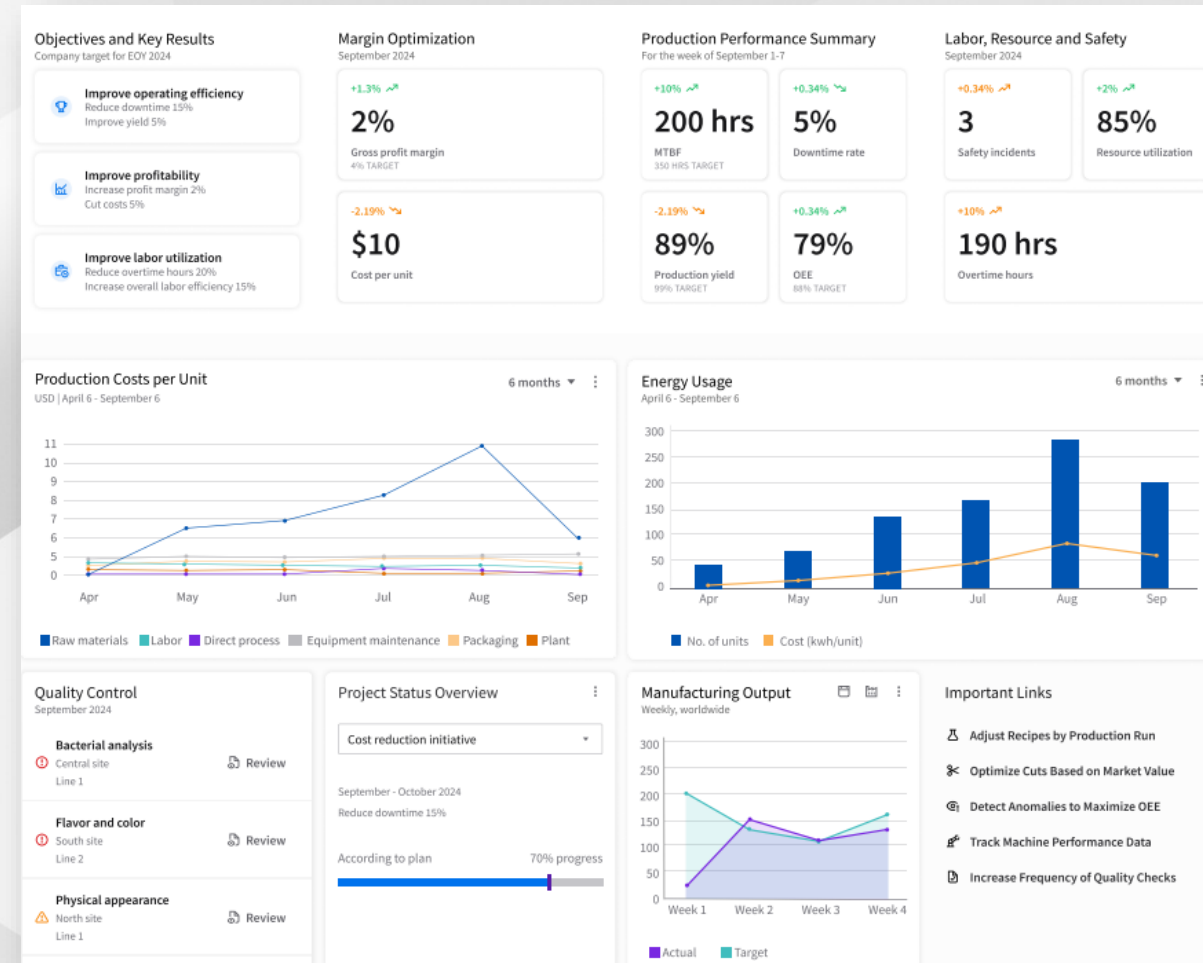 Objectives and Key Results
Company target for EOY 2024
Improve operating efficiency
Reduce downtime 15%
Improve yield 5%
Improve profitability
Increase profit margin 2%
Cut costs 5%
Improve labor utilization
Reduce overtime hours 20%
Increase overall labor efficiency 15%
Margin Optimization
September 2024
+1.3%
2%
Gross profit margin
4% TARGET
-2.19%
$10
Cost per unit
Production Performance Summary
For the week of September 1-7
+10%
200 hrs
MTBF
350 HRS TARGET
+0.34%
5%
Downtime rate
-2.19%
89%
Production yield
99% TARGET
+0.34%
79%
OEE
88% TARGET
Labor, Resource and Safety
September 2024
+0.34%
3
Safety incidents
+2%
85%
Resource utilization
+10%
190 hrs
Overtime hours
Production Costs per Unit
USD | April 6 - September 6
6 months
11
10
9
8
7
6
5
0
Apr May Jun Jul Aug Sep
Raw materials Labor Direct process Equipment maintenance Packaging Plant
Energy Usage
April 6 - September 6
6 months
300
250
200
150
100
50
0
Apr May Jun Jul Aug Sep
No. of units Cost (kwh/unit)
Quality Control
September 2024
Bacterial analysis
Central site
Line 1
Review
Flavor and color
South site
Line 2
Review
Physical appearance
North site
Line 1
Review
Project Status Overview
Cost reduction initiative
September - October 2024
Reduce downtime 15%
According to plan 70% progress
Manufacturing Output
Weekly, worldwide
300
250
200
150
100
50
0
Week 1 Week 2 Week 3 Week 4
Actual Target
Important Links
Adjust Recipes by Production Run
Optimize Cuts Based on Market Value
Detect Anomalies to Maximize OEE
Track Machine Performance Data
Increase Frequency of Quality Checks